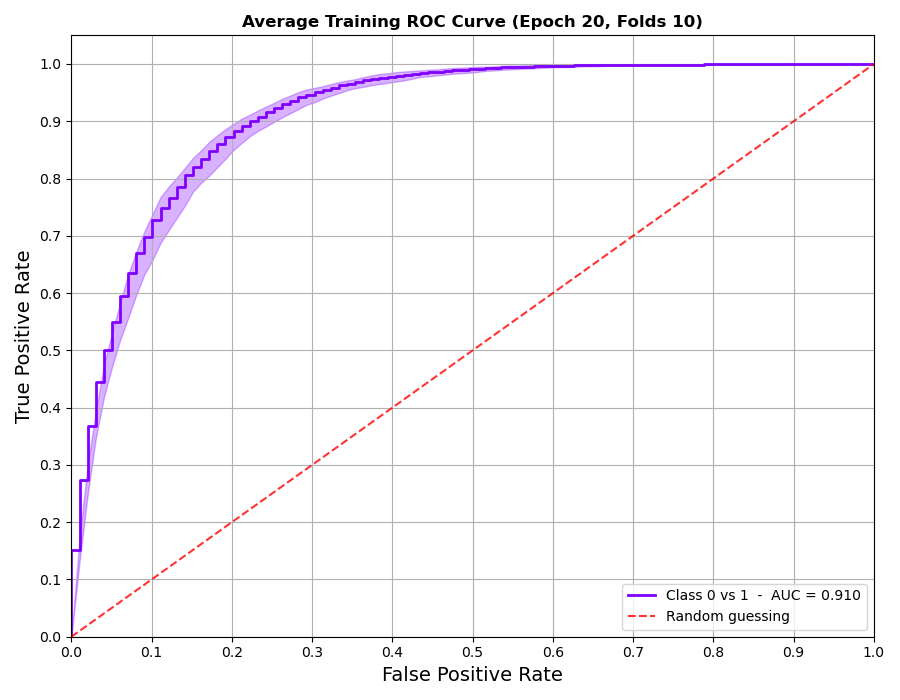 Average Training ROC Curve (Epoch 20, Folds 10)
True Positive Rate
1.0
0.9
0.8
0.7
0.6
0.5
0.4
0.3
0.2
0.1
0.0
Class 0 vs 1 - AUC = 0.910
Random guessing
0.0 0.1 0.2 0.3 0.4 0.5 0.6 0.7 0.8 0.9 1.0
False Positive Rate